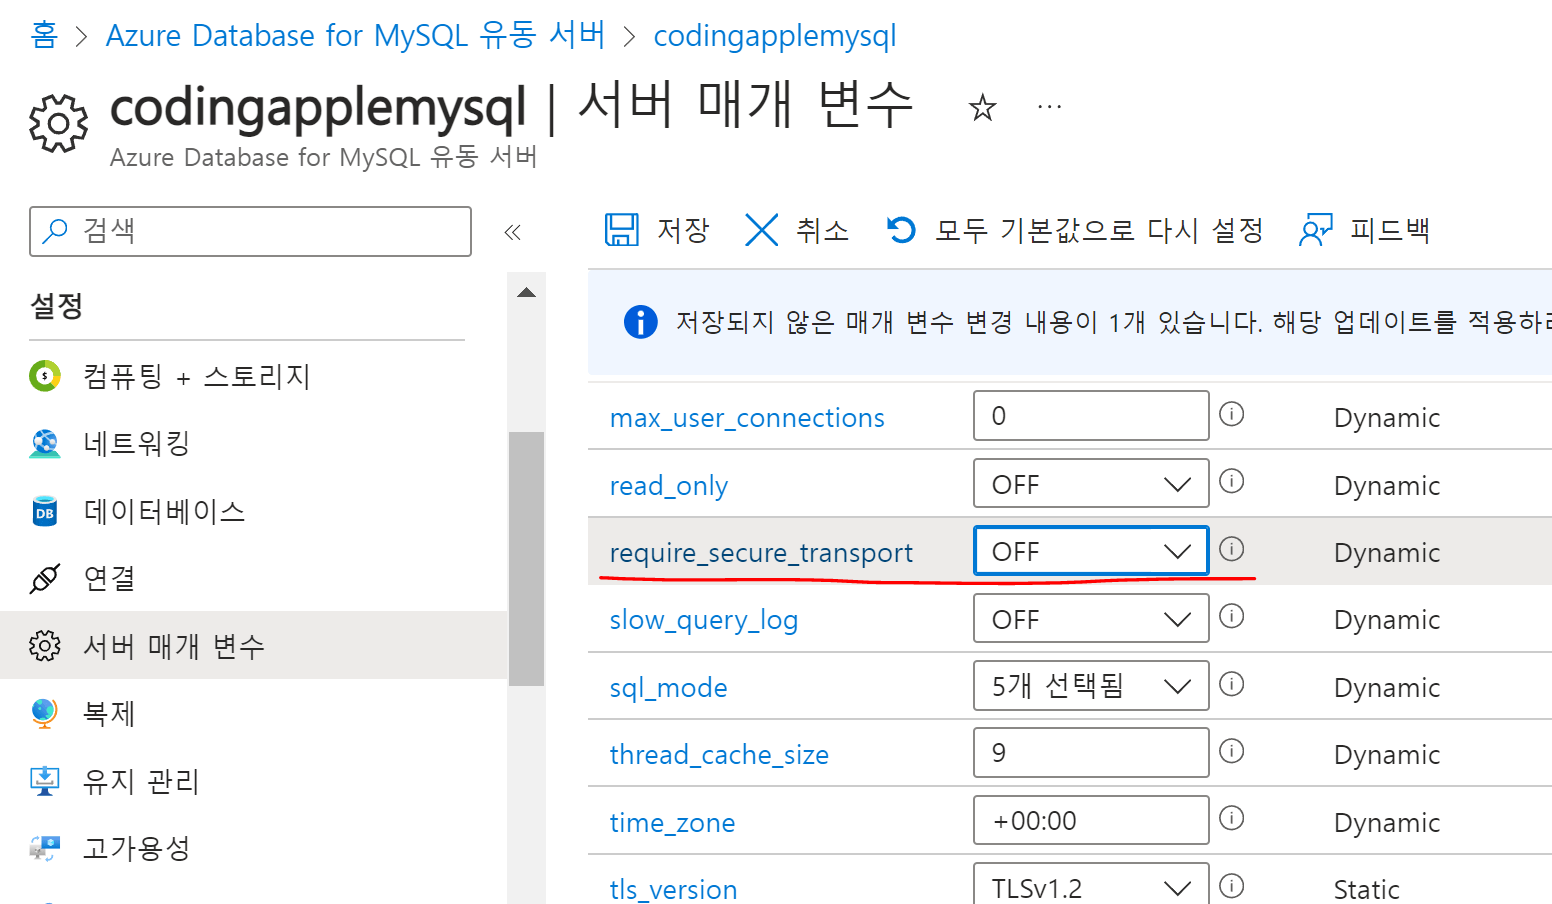 홈 > Azure Database for MySQL 유동 서버 > codingapplemysql
codingapplemysql | 서버 매개 변수
Azure Database for MySQL 유동 서버
검색
설정
컴퓨팅 + 스토리지
네트워킹
데이터베이스
연결
서버 매개 변수
복제
유지 관리
고가용성
저장 취소 모두 기본값으로 다시 설정 피드백
저장되지 않은 매개 변수 변경 내용이 1개 있습니다. 해당 업데이트를 적용하
max_user_connections 0 Dynamic
read_only OFF Dynamic
require_secure_transport OFF Dynamic
slow_query_log OFF Dynamic
sql_mode 5개 선택됨 Dynamic
thread_cache_size 9 Dynamic
time_zone +00:00 Dynamic
tls_version TLSv1.2 Static